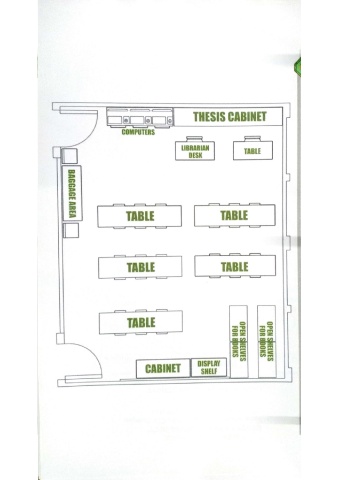 THESIS CABINET
COMPUTERS
LIBRARIAN
DESK
TABLE
BAGGAGE AREA
TABLE
TABLE
TABLE
TABLE
TABLE
OPEN SHELVES
FOR BOOKS
OPEN SHELVES
FOR BOOKS
CABINET
DISPLAY
SHELF